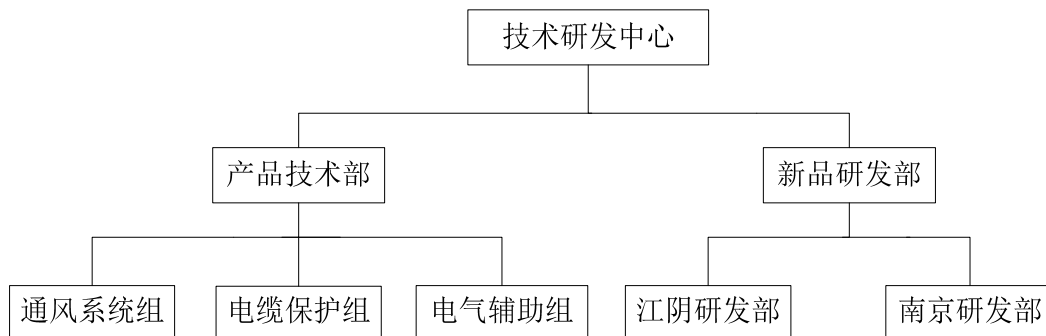 技术研发中心
产品技术部
新品研发部
通风系统组
电缆保护组
电气辅助组
江阴研发部
南京研发部